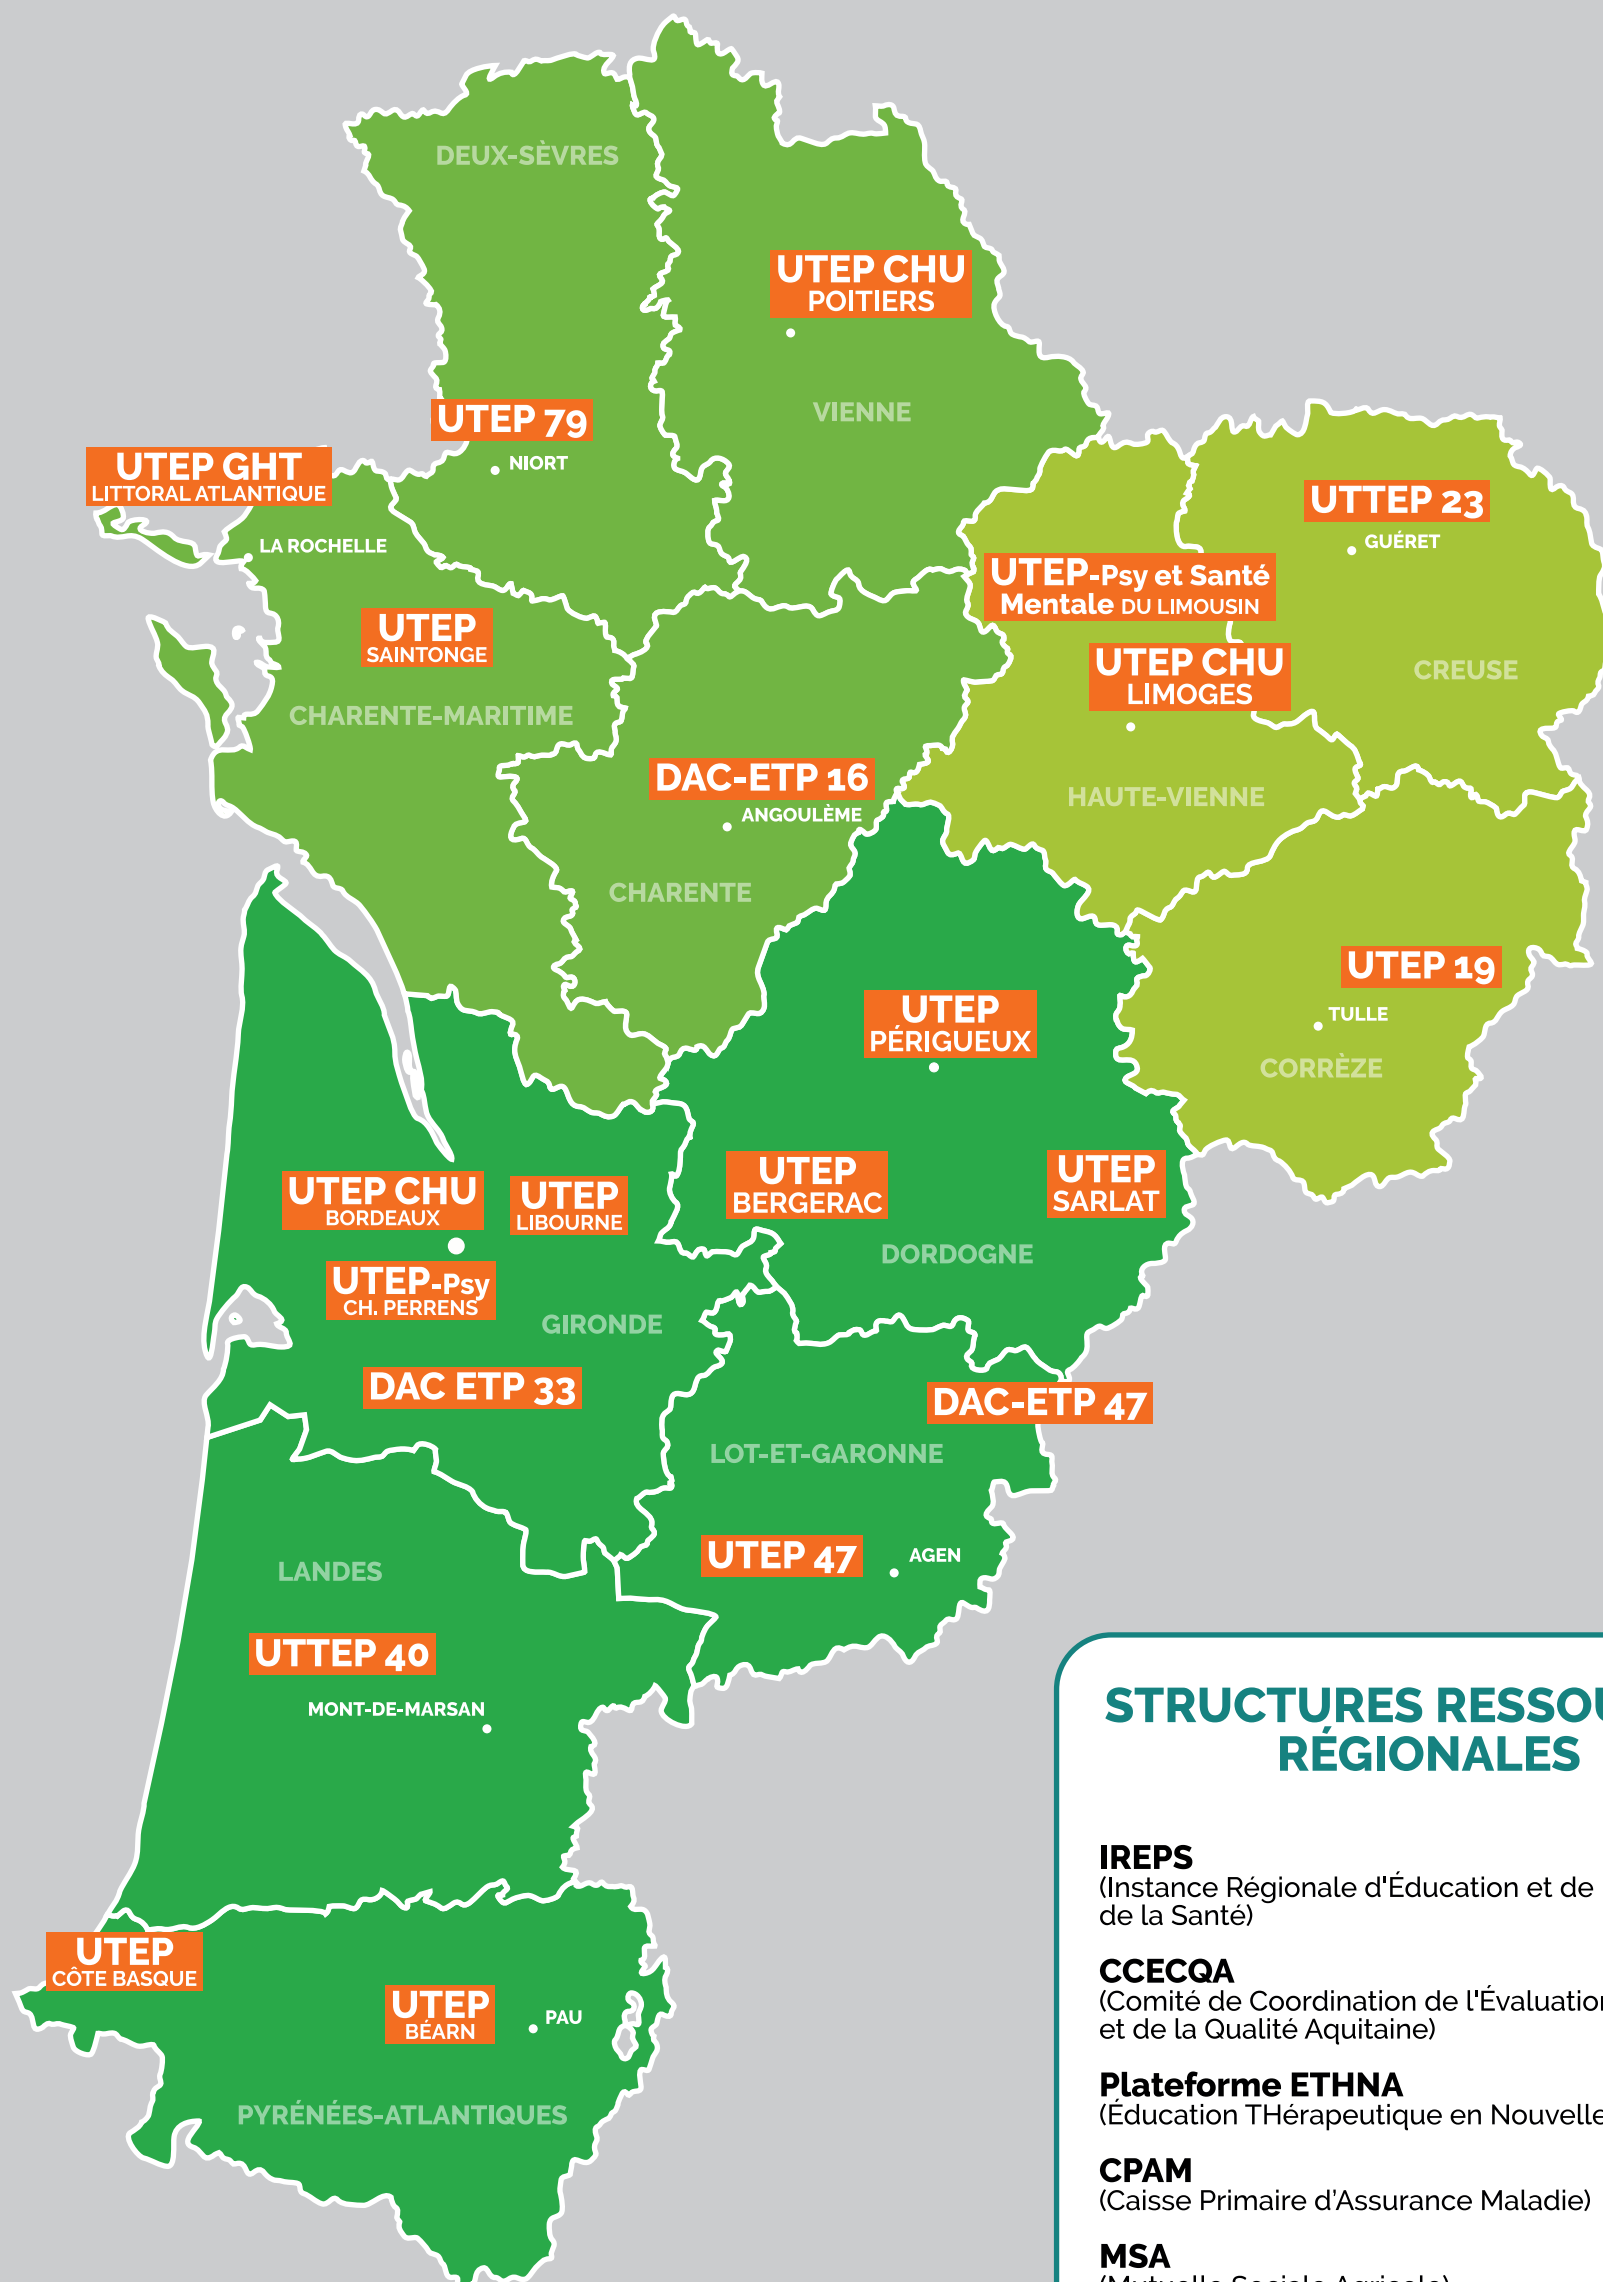 DEUX-SÈVRES
UTEP CHU
POITIERS
VIENNE
UTEP 79
NIORT
UTEP GHT
LITTORAL ATLANTIQUE
LA ROCHELLE
UTTEP 23
GUÉRET
UTEP-Psy et Santé
Mentale DU LIMOUSIN
UTEP
SAINTONGE
UTEP CHU
LIMOGES
CREUSE
CHARENTE-MARITIME
DAC-ETP 16
ANGOULÈME
HAUTE-VIENNE
CHARENTE
UTEP 19
TULLE
CORRÈZE
UTEP
PÉRIGUEUX
UTEP
BERGERAC
UTEP
SARLAT
UTEP CHU
BORDEAUX
UTEP
LIBOURNE
DORDOGNE
UTEP-Psy
CH. PERRENS
GIRONDE
DAC ETP 33
DAC-ETP 47
LOT-ET-GARONNE
UTEP 47
AGEN
LANDES
UTTEP 40
MONT-DE-MARSAN
UTEP
CÔTE BASQUE
UTEP
BÉARN
PAU
PYRÉNÉES-ATLANTIQUES
STRUCTURES
RÉGIONALES
IREPS
(Instance Régionale d'Éducation et de
de la Santé)
CCECQA
(Comité de Coordination de l'Évaluation
et de la Qualité Aquitaine)
Plateforme ETHNA
(Éducation THérapeutique en Nouvelle
CPAM
(Caisse Primaire d’Assurance Maladie)
MSA
(Mutuelle Sociale Agricole)